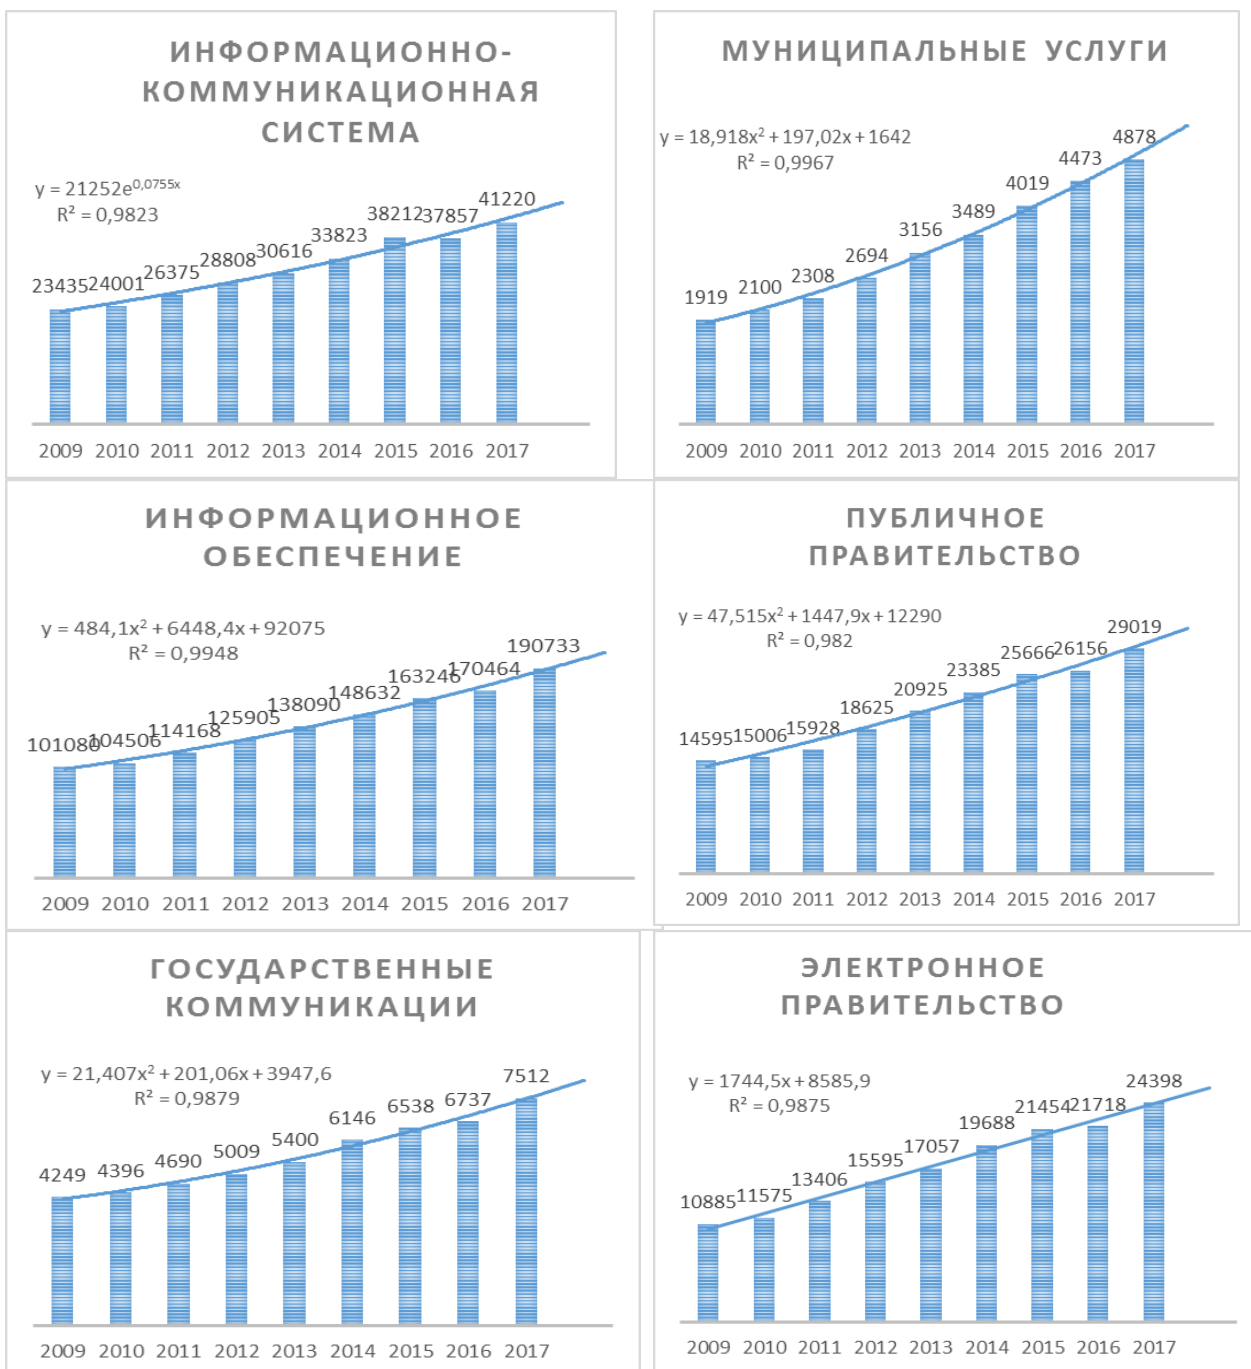 ИНФОРМАЦИОННО-
КОММУНИКАЦИОННАЯ
СИСТЕМА
y = 21252e^0,0755x
R² = 0,9823
23435 24001 26375 28808 30616 33823 38212 37857 41220
2009 2010 2011 2012 2013 2014 2015 2016 2017
МУНИЦИПАЛЬНЫЕ УСЛУГИ
y = 18,918x² + 197,02x + 1642
R² = 0,9967
1919 2100 2308 2694 3156 3489 4019 4473 4878
2009 2010 2011 2012 2013 2014 2015 2016 2017
ИНФОРМАЦИОННОЕ
ОБЕСПЕЧЕНИЕ
y = 484,1x² + 6448,4x + 92075
R² = 0,9948
101080 104506 114168 125905 138090 148632 163246 170464 190733
2009 2010 2011 2012 2013 2014 2015 2016 2017
ПУБЛИЧНОЕ
ПРАВИТЕЛЬСТВО
y = 47,515x² + 1447,9x + 12290
R² = 0,982
14595 15006 15928 18625 20925 23385 25666 26156 29019
2009 2010 2011 2012 2013 2014 2015 2016 2017
ГОСУДАРСТВЕННЫЕ
КОММУНИКАЦИИ
y = 21,407x² + 201,06x + 3947,6
R² = 0,9879
4249 4396 4690 5009 5400 6146 6538 6737 7512
2009 2010 2011 2012 2013 2014 2015 2016 2017
ЭЛЕКТРОННОЕ
ПРАВИТЕЛЬСТВО
y = 1744,5x + 8585,9
R² = 0,9875
10885 11575 13406 15595 17057 19688 21454 21718 24398
2009 2010 2011 2012 2013 2014 2015 2016 2017